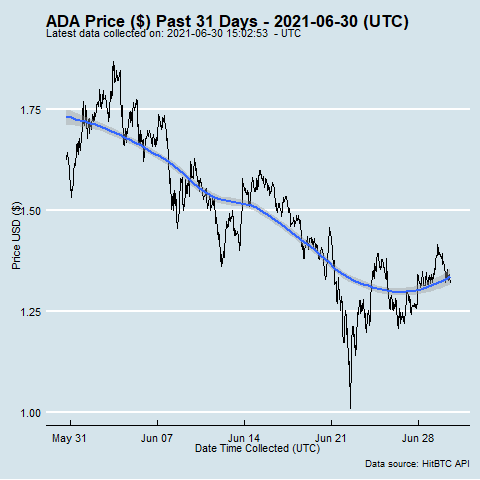 ADA Price ($) Past 31 Days - 2021-06-30 (UTC)
Latest data collected on: 2021-06-30 15:02:53  - UTC
Price USD ($)
1.75
1.50
1.25
1.00
May 31 Jun 07 Jun 14 Jun 21 Jun 28
Date Time Collected (UTC)
Data source: HitBTC API